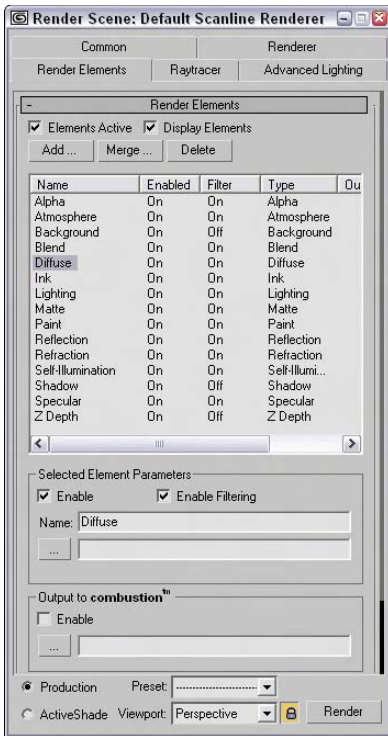 Render Scene: Default Scanline Renderer
Common Renderer
Render Elements Raytracer Advanced Lighting
- Render Elements
Elements Active Display Elements
Add ... Merge ... Delete
Name Enabled Filter Type Ou
Alpha On On Alpha
Atmosphere On On Atmosphere
Background On Off Background
Blend On On Blend
Diffuse On On Diffuse
Ink On On Ink
Lighting On On Lighting
Matte On On Matte
Paint On On Paint
Reflection On On Reflection
Refraction On On Refraction
Self-Illumination On On Self-Illumi...
Shadow On Off Shadow
Specular On On Specular
Z Depth On Off Z Depth
Selected Element Parameters
Enable Enable Filtering
Name: Diffuse
...
Output to combustion™
Enable
...
Production Preset: --------------------
ActiveShade Viewport: Perspective Render